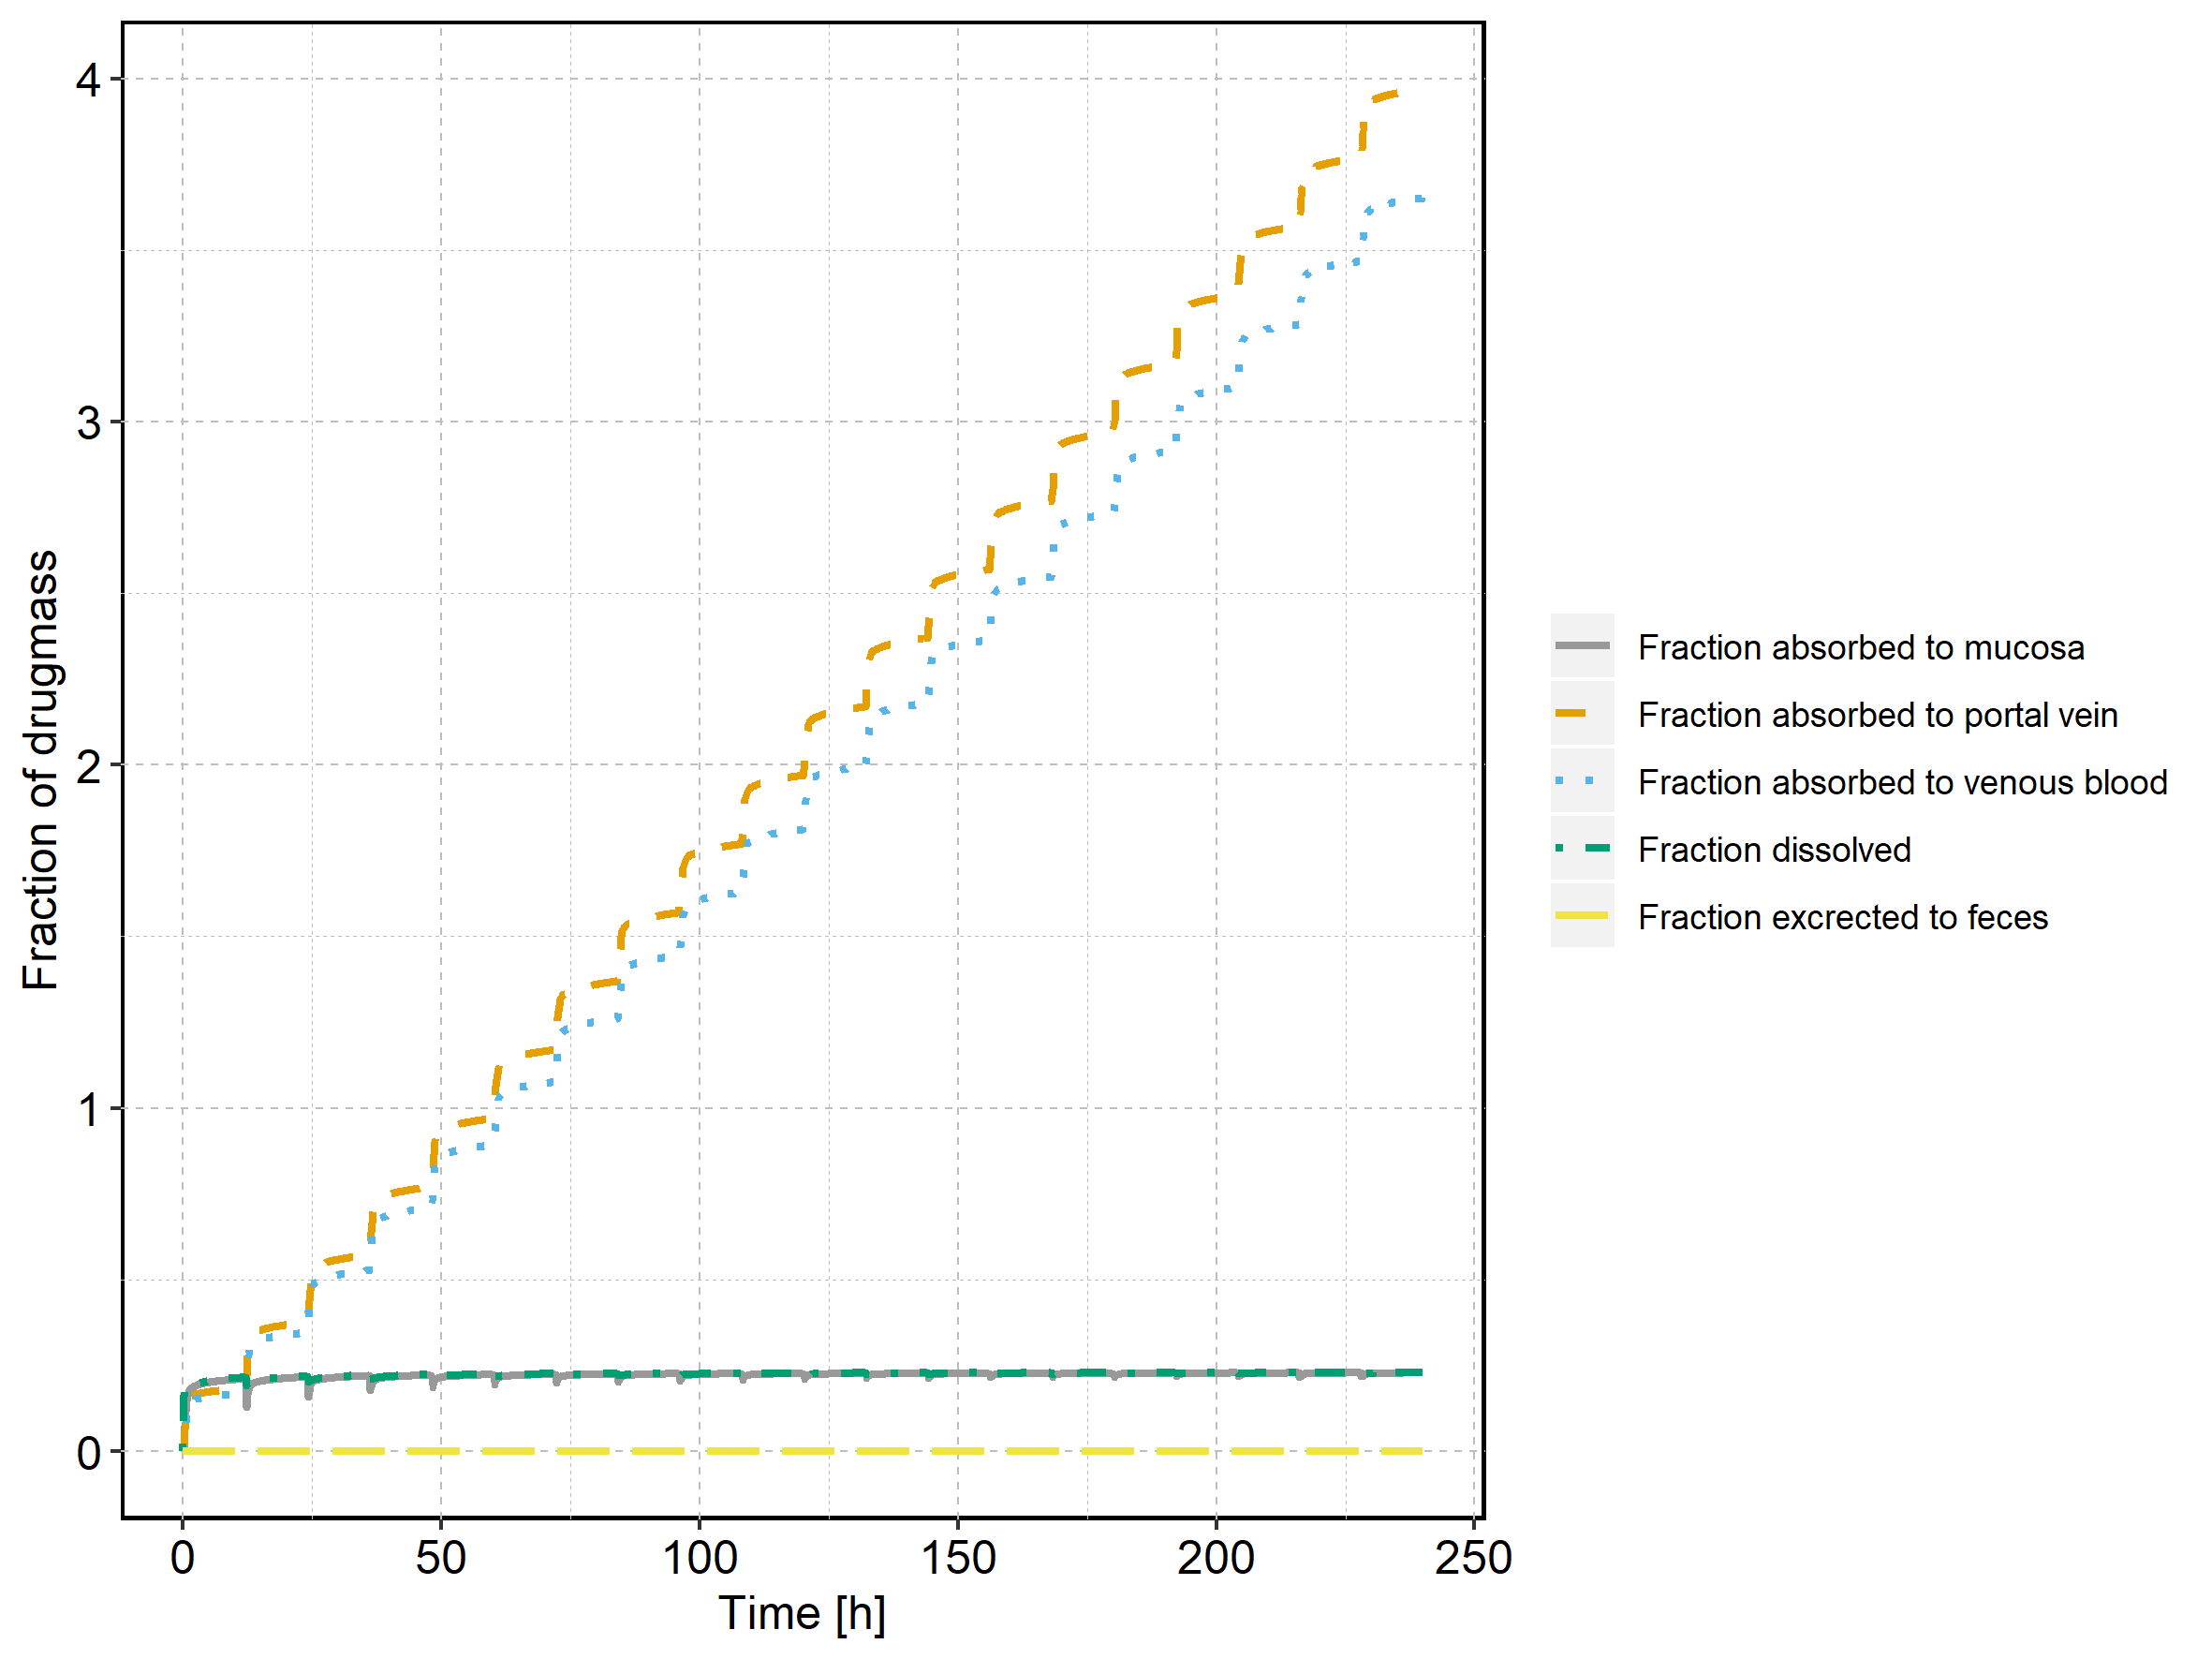 Fraction of drugmass
4
3
2
1
0
0 50 100 150 200 250
Time [h]
Fraction absorbed to mucosa
Fraction absorbed to portal vein
Fraction absorbed to venous blood
Fraction dissolved
Fraction excrected to feces